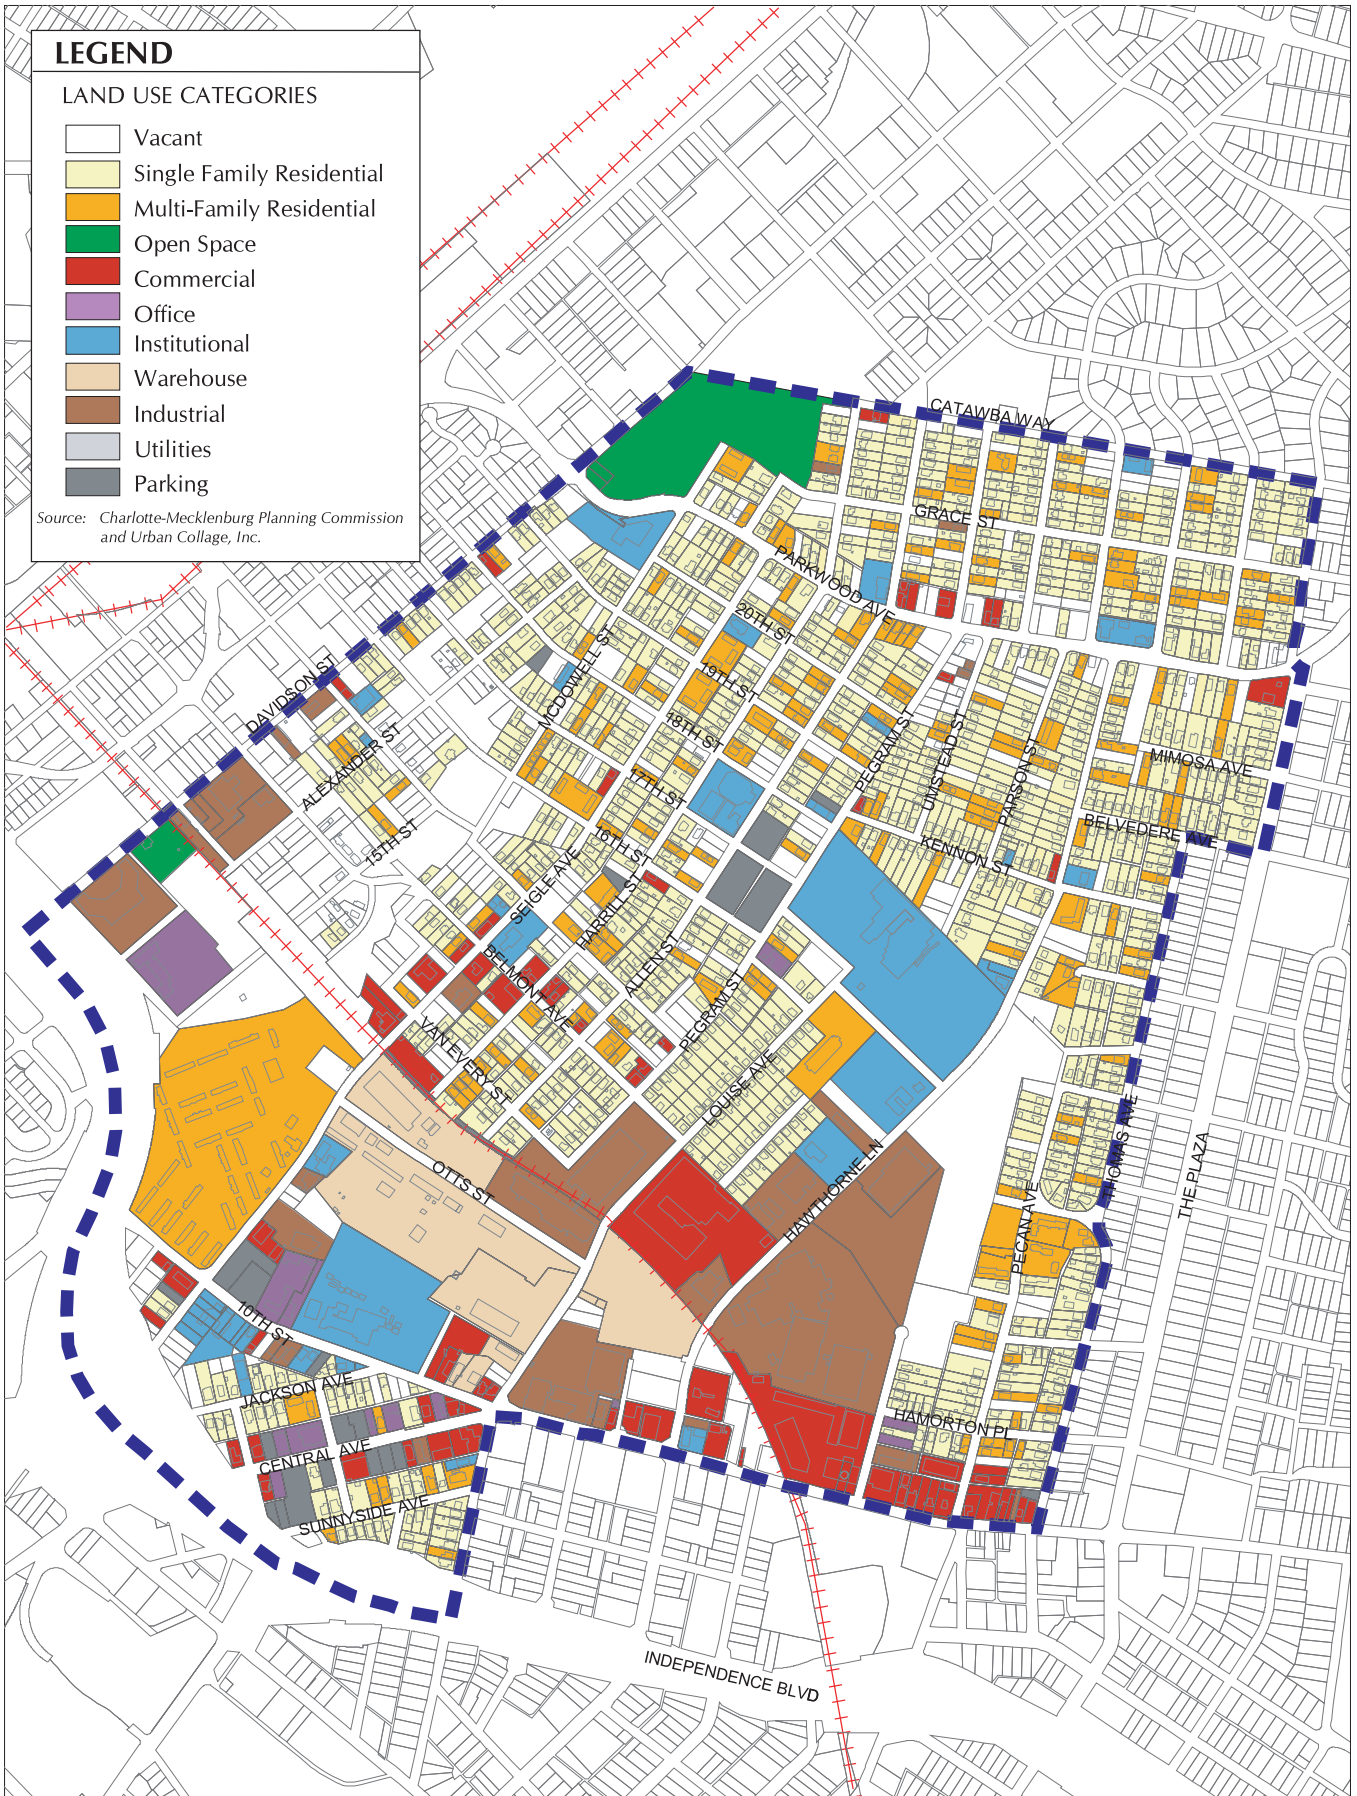 LEGEND
LAND USE CATEGORIES
Vacant
Single Family Residential
Multi-Family Residential
Open Space
Commercial
Office
Institutional
Warehouse
Industrial
Utilities
Parking
Source: Charlotte-Mecklenburg Planning Commission
and Urban Collage, Inc.
CATAWBA WAY
GRACE ST
PARKWOOD AVE
20TH ST
19TH ST
18TH ST
MCDOWELL ST
DAVIDSON ST
ALEXANDER ST
17TH ST
PEGRAM ST
UMSTEAD ST
PARSON ST
MIMOSA AVE
BELVEDERE AVE
KENNON ST
15TH ST
16TH ST
SEIGLE AVE
HARRILL ST
BELMONT AVE
ALLEN ST
PEGRAM ST
VAN EVERY ST
LOUISE AVE
OTTS ST
HAWTHORNE LN
THOMAS AVE
THE PLAZA
PECAN AVE
10TH ST
JACKSON AVE
CENTRAL AVE
SUNNYSIDE AVE
HAMORTON PL
INDEPENDENCE BLVD